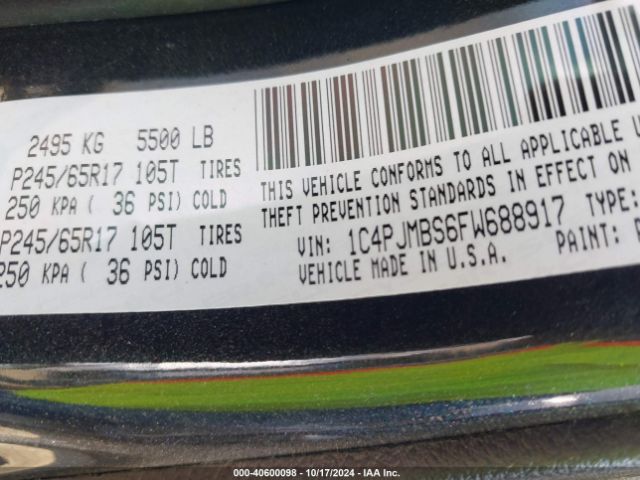 2495 KG 5500 LB
P245/65R17 105T TIRES
250 KPA ( 36 PSI) COLD
P245/65R17 105T TIRES
250 KPA ( 36 PSI) COLD
THIS VEHICLE CONFORMS TO ALL APPLICABLE
THEFT PREVENTION STANDARDS IN EFFECT ON
VIN: 1C4PJMBS6FW688917 TYPE:
VEHICLE MADE IN U.S.A. PAINT:
000-40600098 - 10/17/2024 - IAA Inc.